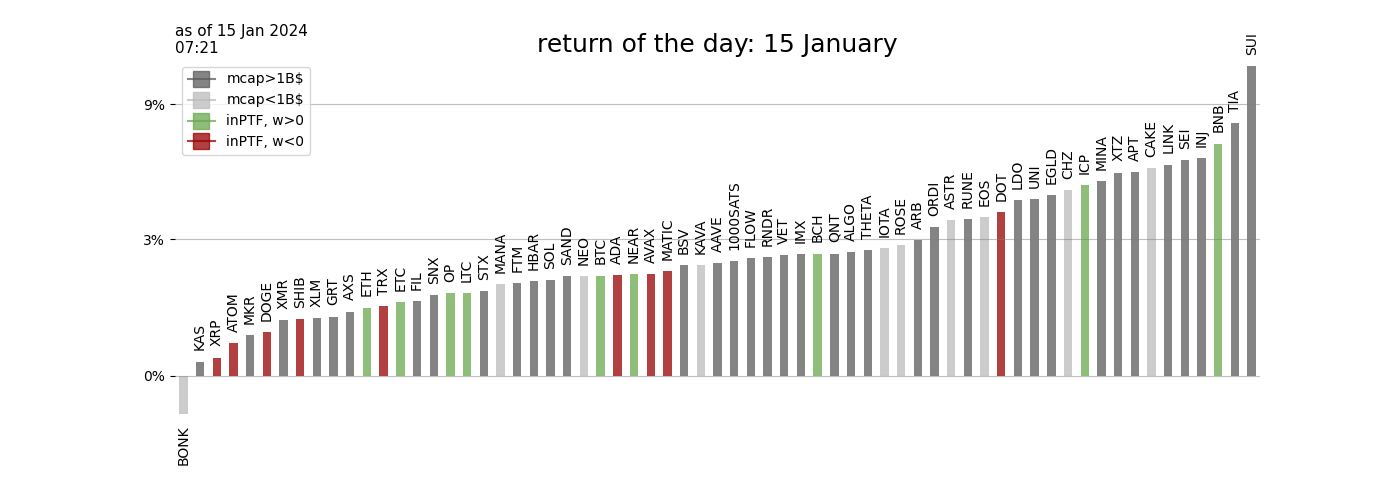 as of 15 Jan 2024
07:21
return of the day: 15 January
mcap>1B$
mcap<1B$
inPTF, w>0
inPTF, w<0
9%
3%
0%
BONK
KAS
XRP
ATOM
MKR
DOGE
XMR
SHIB
XLM
GRT
AXS
ETH
TRX
ETC
FIL
SNX
OP
LTC
STX
MANA
FTM
HBAR
SOL
SAND
NEO
BTC
ADA
NEAR
AVAX
MATIC
BSV
KAVA
AAVE
1000SATS
FLOW
RNDR
VET
IMX
BCH
QNT
ALGO
THETA
IOTA
ROSE
ARB
ORDI
ASTR
RUNE
EOS
DOT
LDO
UNI
EGLD
CHZ
ICP
MINA
XTZ
APT
CAKE
LINK
SEI
INJ
BNB
TIA
SUI